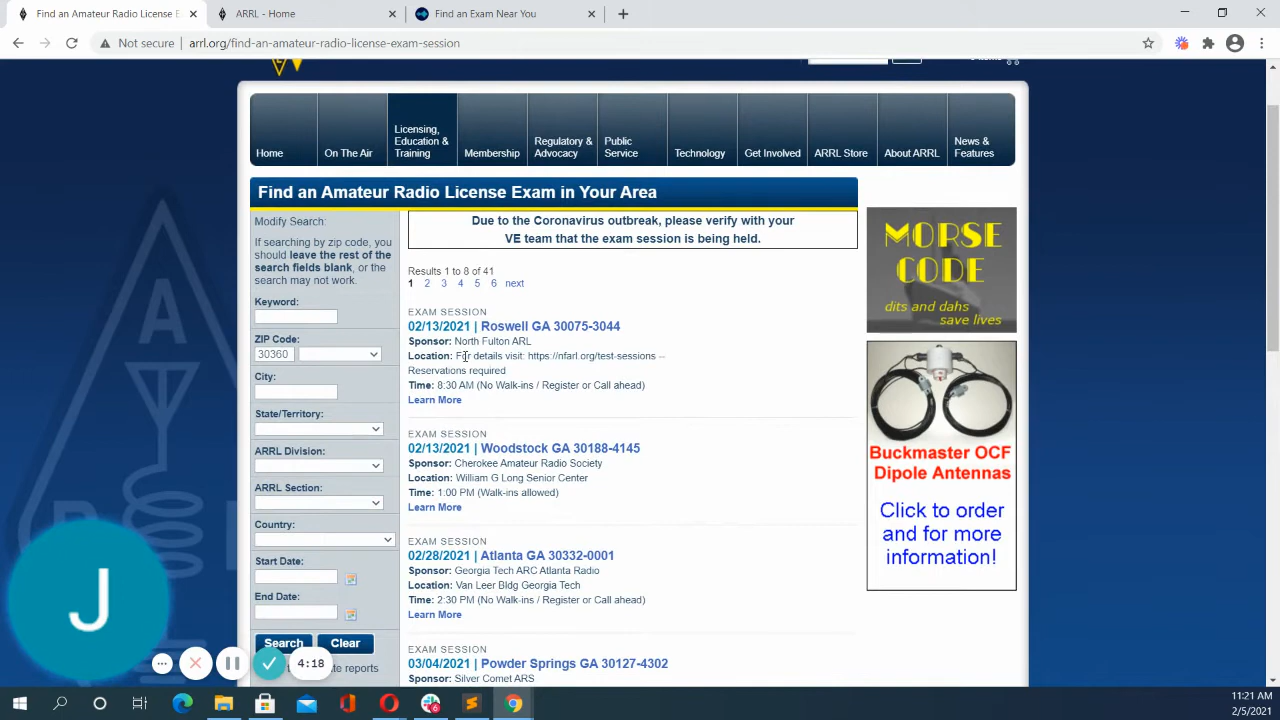 Find an Amateur Radio License E
ARRL - Home
Find an Exam Near You
Not secure
arrl.org/find-an-amateur-radio-license-exam-session
Home
On The Air
Licensing,
Education &
Training
Membership
Regulatory &
Advocacy
Public
Service
Technology
Get Involved
ARRL Store
About ARRL
News &
Features
Find an Amateur Radio License Exam in Your Area
Modify Search:
If searching by zip code, you
should leave the rest of the
search fields blank, or the
search may not work.
Keyword:
ZIP Code:
30360
City:
State/Territory:
ARRL Division:
ARRL Section:
Country:
Start Date:
End Date:
Search
Clear
te reports
Due to the Coronavirus outbreak, please verify with your
VE team that the exam session is being held.
Results 1 to 8 of 41
1 2 3 4 5 6 next
EXAM SESSION
02/13/2021 | Roswell GA 30075-3044
Sponsor: North Fulton ARL
Location: For details visit: https://nfarl.org/test-sessions --
Reservations required
Time: 8:30 AM (No Walk-ins / Register or Call ahead)
Learn More
EXAM SESSION
02/13/2021 | Woodstock GA 30188-4145
Sponsor: Cherokee Amateur Radio Society
Location: William G Long Senior Center
Time: 1:00 PM (Walk-ins allowed)
Learn More
EXAM SESSION
02/28/2021 | Atlanta GA 30332-0001
Sponsor: Georgia Tech ARC Atlanta Radio
Location: Van Leer Bldg Georgia Tech
Time: 2:30 PM (No Walk-ins / Register or Call ahead)
Learn More
EXAM SESSION
03/04/2021 | Powder Springs GA 30127-4302
Sponsor: Silver Comet ARS
MORSE
CODE
dits and dahs
save lives
Buckmaster OCF
Dipole Antennas
Click to order
and for more
information!
J
4:18
6
11:21 AM
2/5/2021